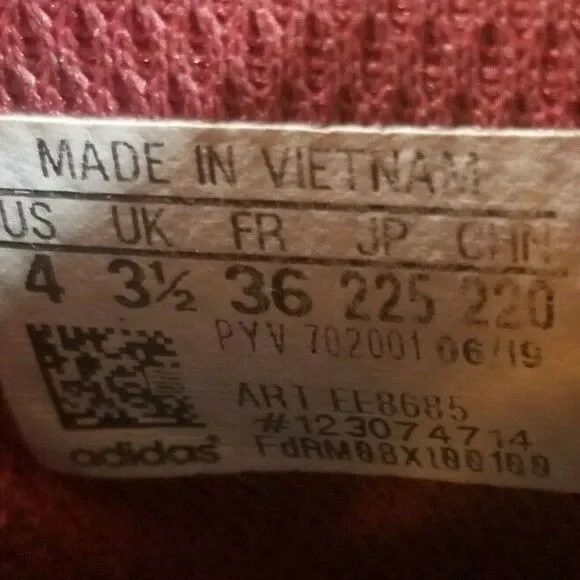 MADE IN VIETNAM
US UK FR JP CHN
4 3½ 36 225 220
PYV 702001 06/19
ART EE8685
#123074714
adidas FdRM08X100100